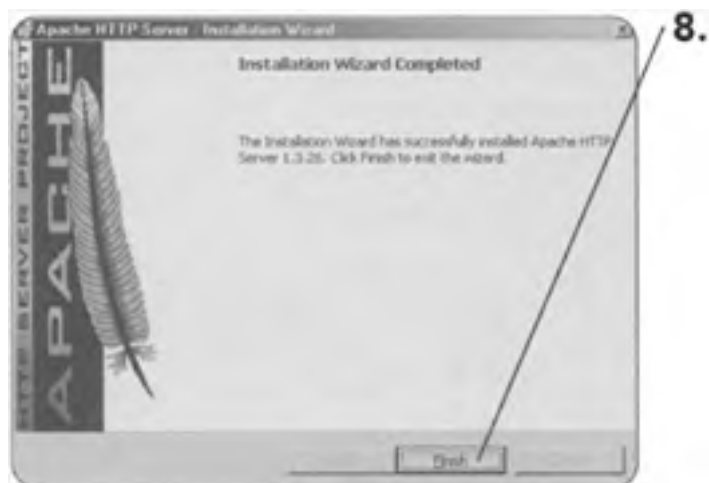 Apache HTTP Server - Installation Wizard
8.
Installation Wizard Completed
The Installation Wizard has successfully installed Apache HTTP
Server 1.3.26. Click Finish to exit the wizard.
HTTP SERVER PROJECT
APACHE
Finish